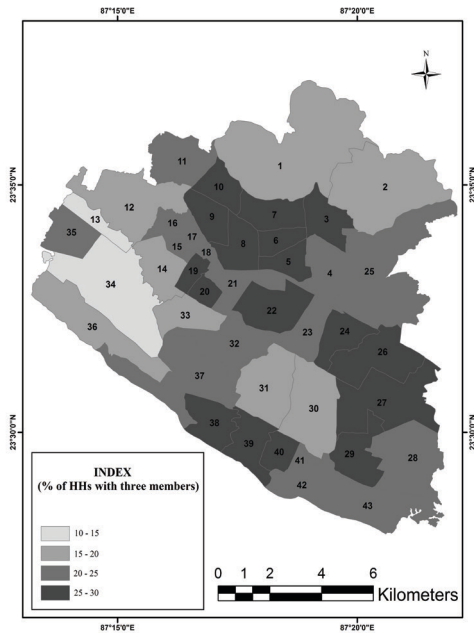 87°15'0"E 87°20'0"E
N
1
11
23°35'0"N 23°35'0"N
10 2
12
13 16 9 7 3
35 17 8 6
15 18 5
14 19 21 4 25
34 20 22
33
36 32 23 24
26
37 31 30 27
38
39 29 28
40 41
42
43
23°30'0"N 23°30'0"N
INDEX
(% of HHs with three members)
10 - 15
15 - 20
20 - 25
25 - 30
0 1 2 4 6
Kilometers
87°15'0"E 87°20'0"E